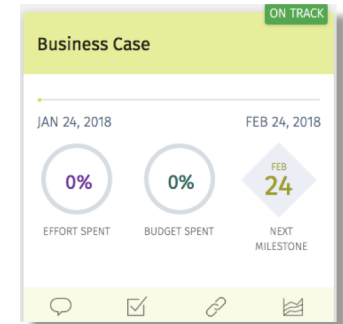 ON TRACK
Business Case
JAN 24, 2018 FEB 24, 2018
0% 0% FEB
24
EFFORT SPENT BUDGET SPENT NEXT
MILESTONE